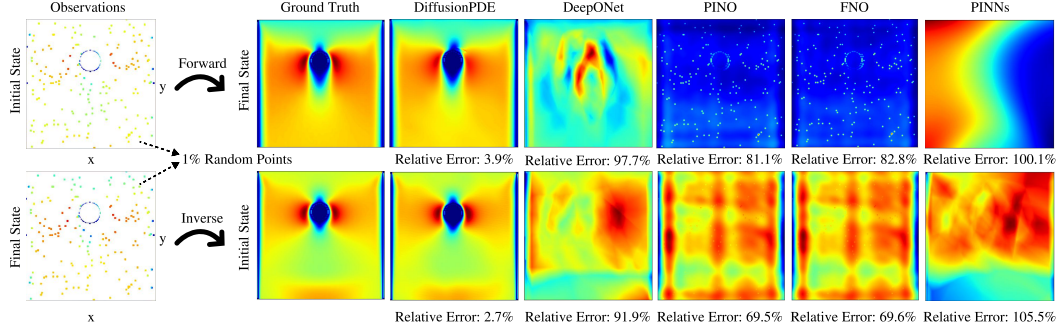 Observations
Ground Truth
DiffusionPDE
DeepONet
PINO
FNO
PINNs
Initial State
y
x
Forward
Final State
1% Random Points
Relative Error: 3.9%
Relative Error: 97.7%
Relative Error: 81.1%
Relative Error: 82.8%
Relative Error: 100.1%
Final State
y
x
Inverse
Initial State
Relative Error: 2.7%
Relative Error: 91.9%
Relative Error: 69.5%
Relative Error: 69.6%
Relative Error: 105.5%